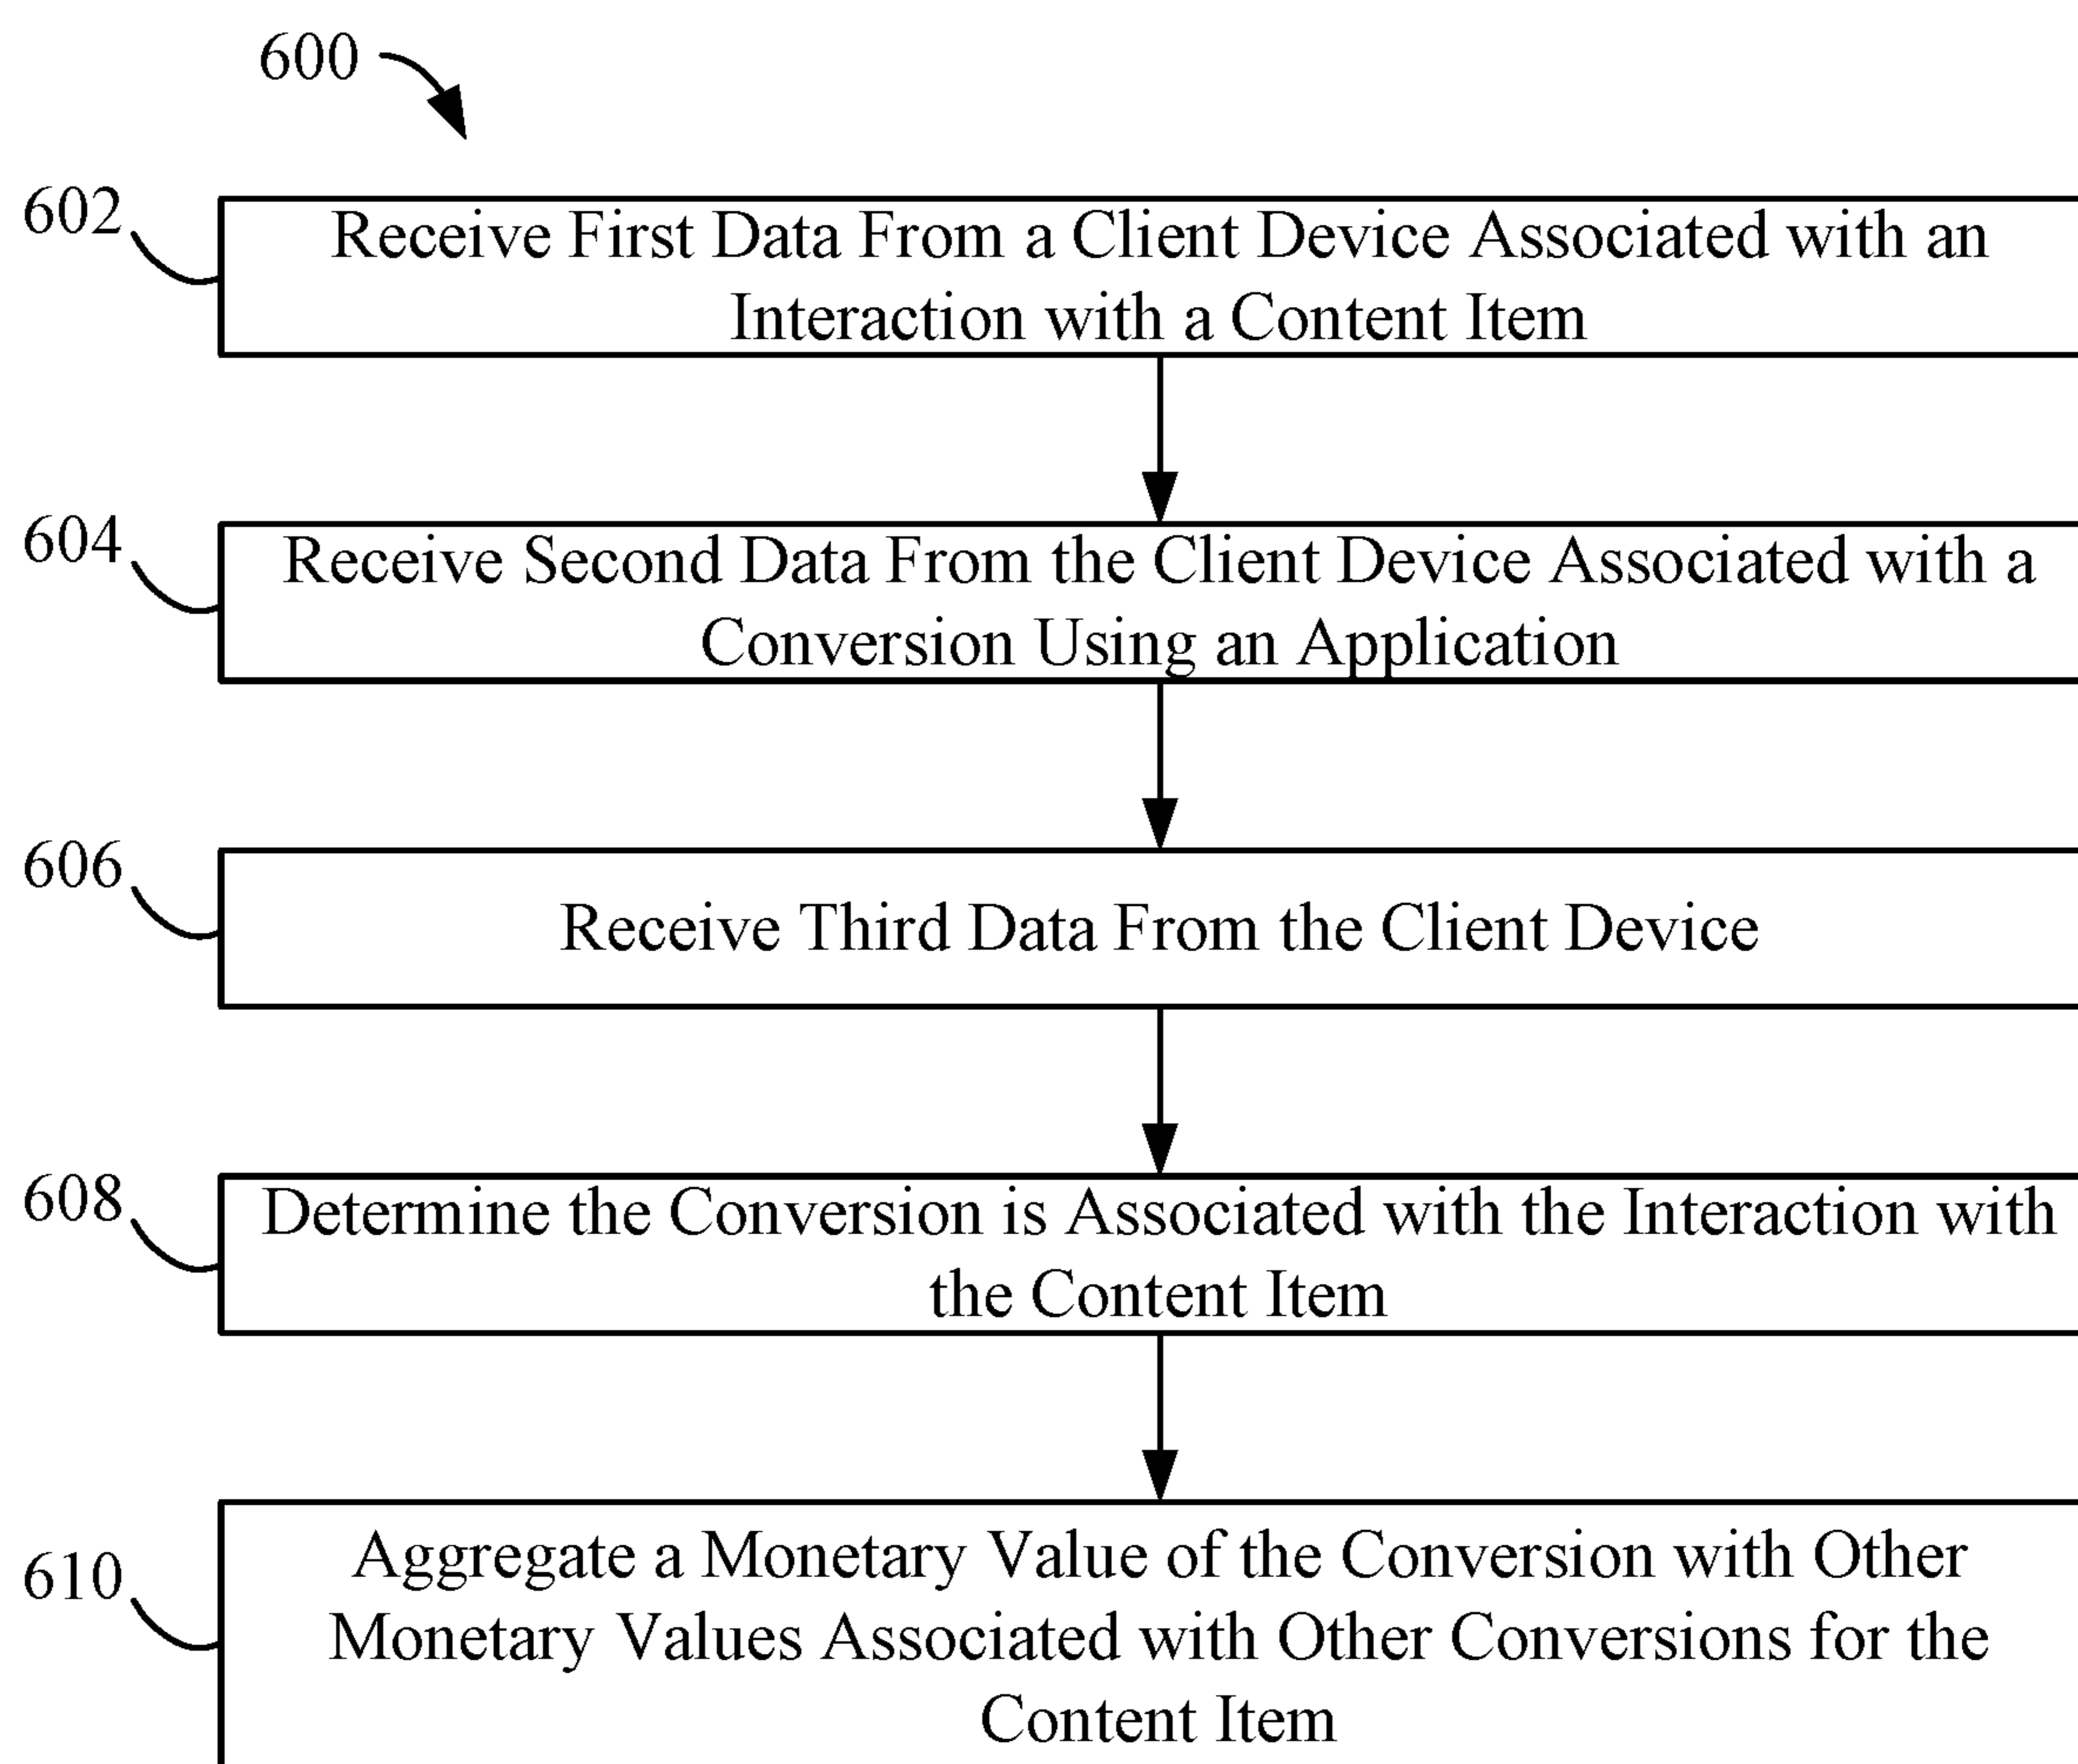 600
602
Receive First Data From a Client Device Associated with an
Interaction with a Content Item
604
Receive Second Data From the Client Device Associated with a
Conversion Using an Application
606
Receive Third Data From the Client Device
608
Determine the Conversion is Associated with the Interaction with
the Content Item
610
Aggregate a Monetary Value of the Conversion with Other
Monetary Values Associated with Other Conversions for the
Content Item